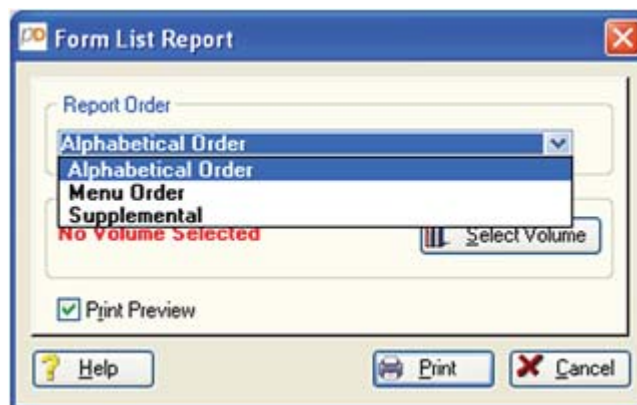 Form List Report
Report Order
Alphabetical Order
Alphabetical Order
Menu Order
Supplemental
No Volume Selected
Select Volume
Print Preview
Help
Print
Cancel